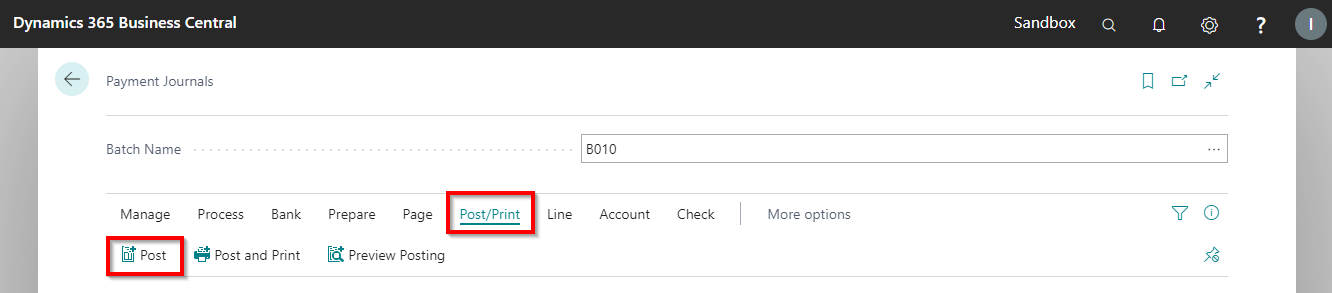 Dynamics 365 Business Central Sandbox ? I
Payment Journals
Batch Name B010 ...
Manage Process Bank Prepare Page Post/Print Line Account Check More options
Post Post and Print Preview Posting